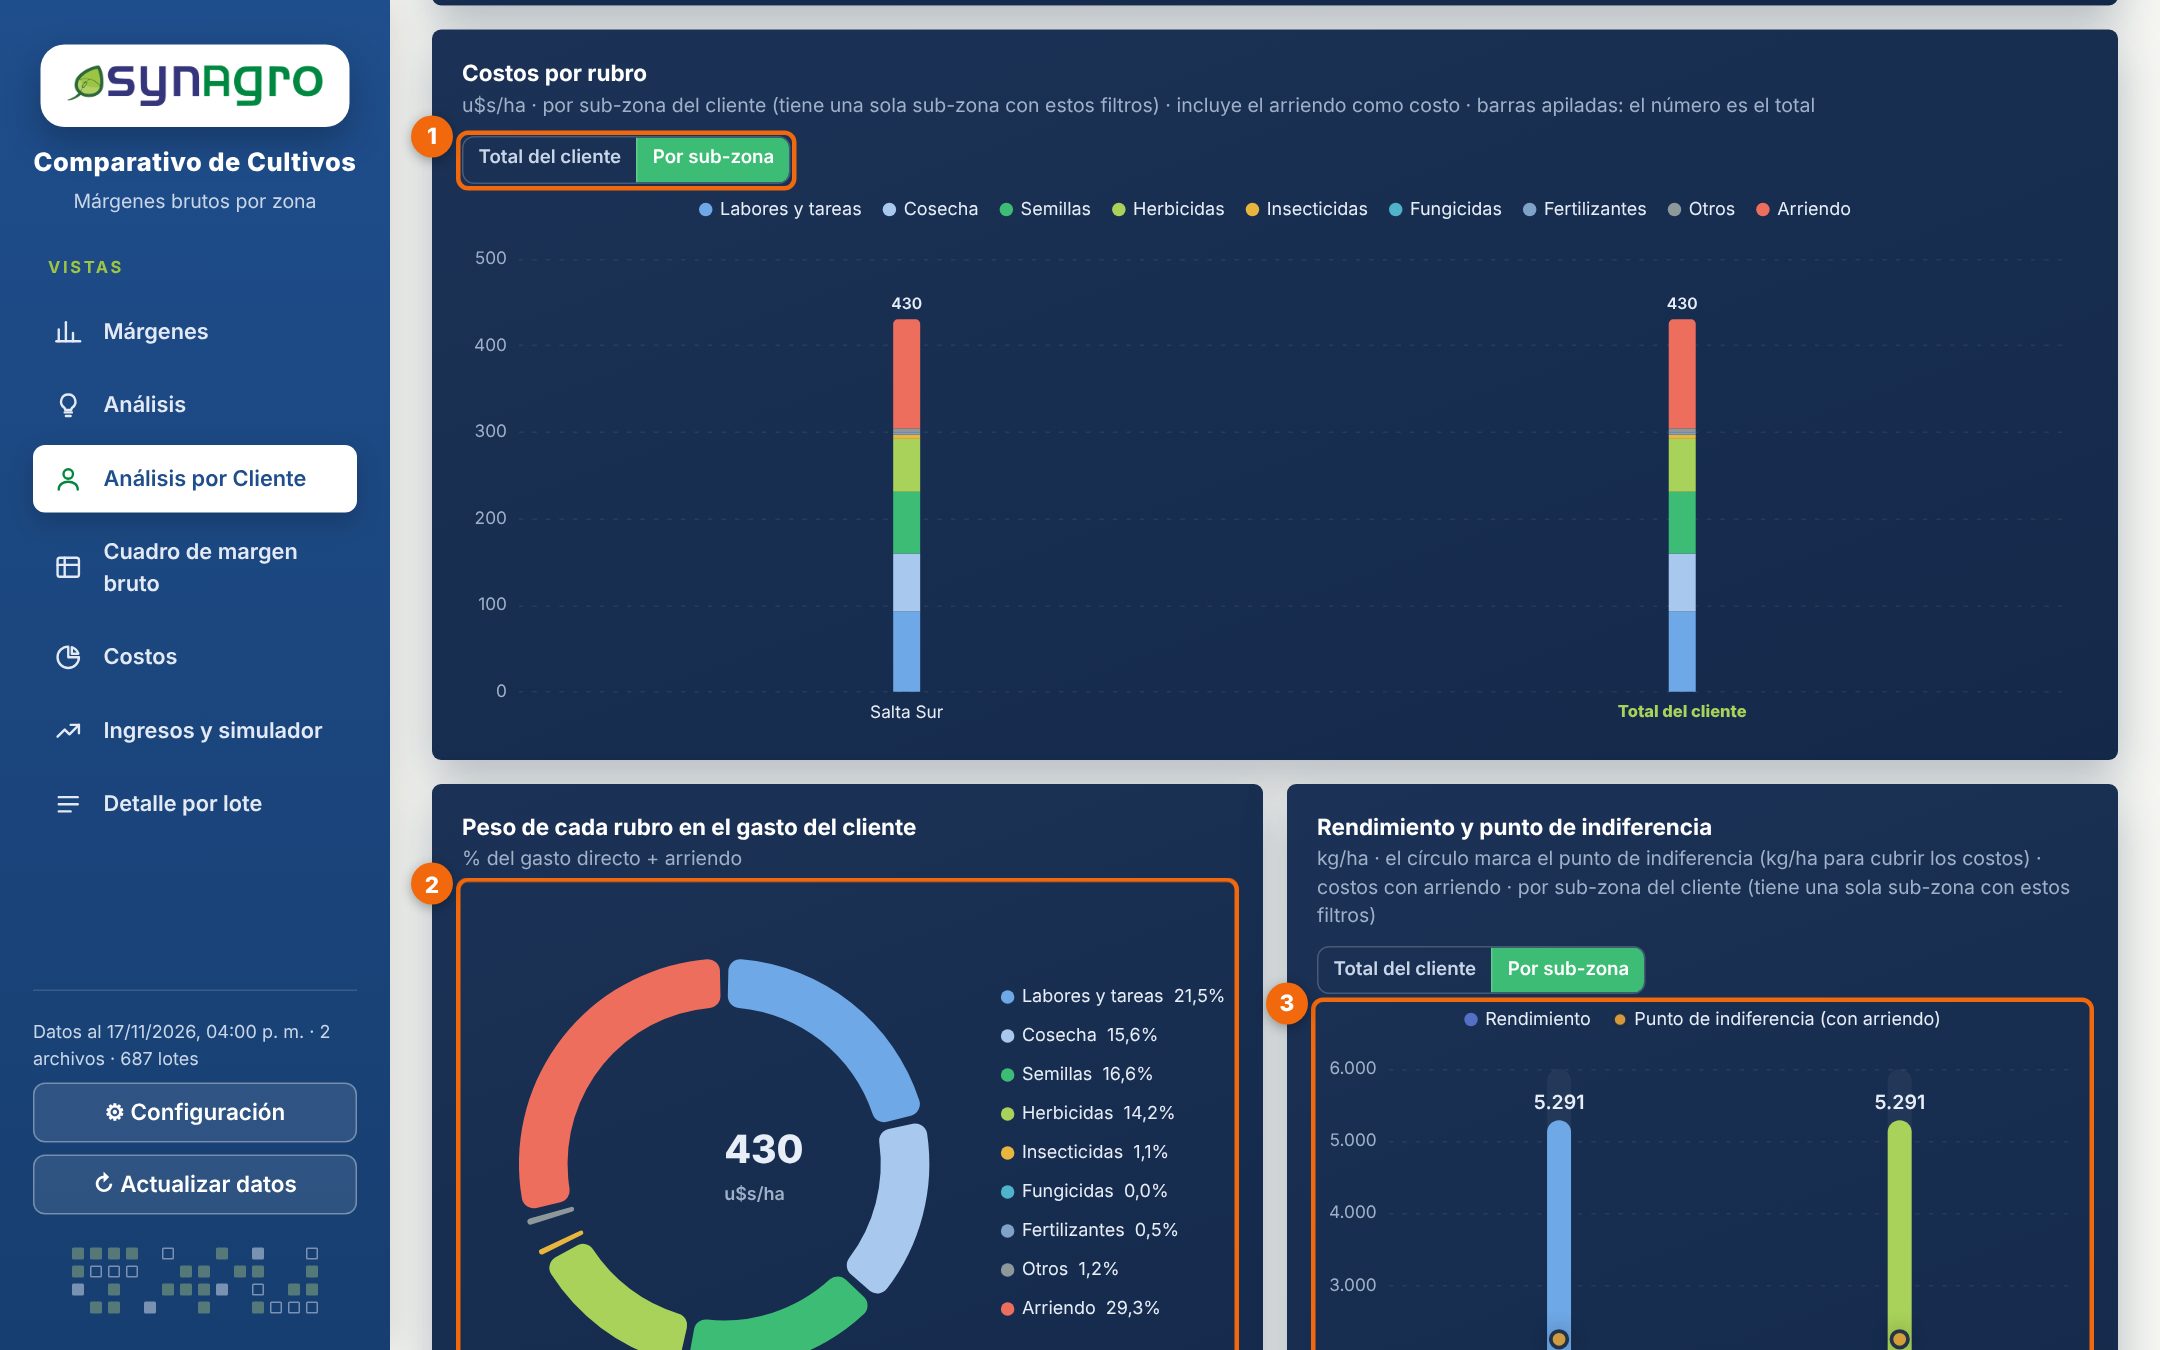 synAgro
Comparativo de Cultivos
Márgenes brutos por zona
VISTAS
Márgenes
Análisis
Análisis por Cliente
Cuadro de margen
bruto
Costos
Ingresos y simulador
Detalle por lote
Datos al 17/11/2026, 04:00 p. m. · 2
archivos · 687 lotes
⚙ Configuración
↻ Actualizar datos
Costos por rubro
u$s/ha · por sub-zona del cliente (tiene una sola sub-zona con estos filtros) · incluye el arriendo como costo · barras apiladas: el número es el total
1
Total del cliente Por sub-zona
Labores y tareas Cosecha Semillas Herbicidas Insecticidas Fungicidas Fertilizantes Otros Arriendo
500
430 430
400
300
200
100
0
Salta Sur Total del cliente
Peso de cada rubro en el gasto del cliente
% del gasto directo + arriendo
2
Labores y tareas 21,5%
Cosecha 15,6%
Semillas 16,6%
Herbicidas 14,2%
Insecticidas 1,1%
Fungicidas 0,0%
Fertilizantes 0,5%
Otros 1,2%
Arriendo 29,3%
430
u$s/ha
Rendimiento y punto de indiferencia
kg/ha · el círculo marca el punto de indiferencia (kg/ha para cubrir los costos) ·
costos con arriendo · por sub-zona del cliente (tiene una sola sub-zona con estos
filtros)
Total del cliente Por sub-zona
3
Rendimiento Punto de indiferencia (con arriendo)
6.000
5.291 5.291
5.000
4.000
3.000